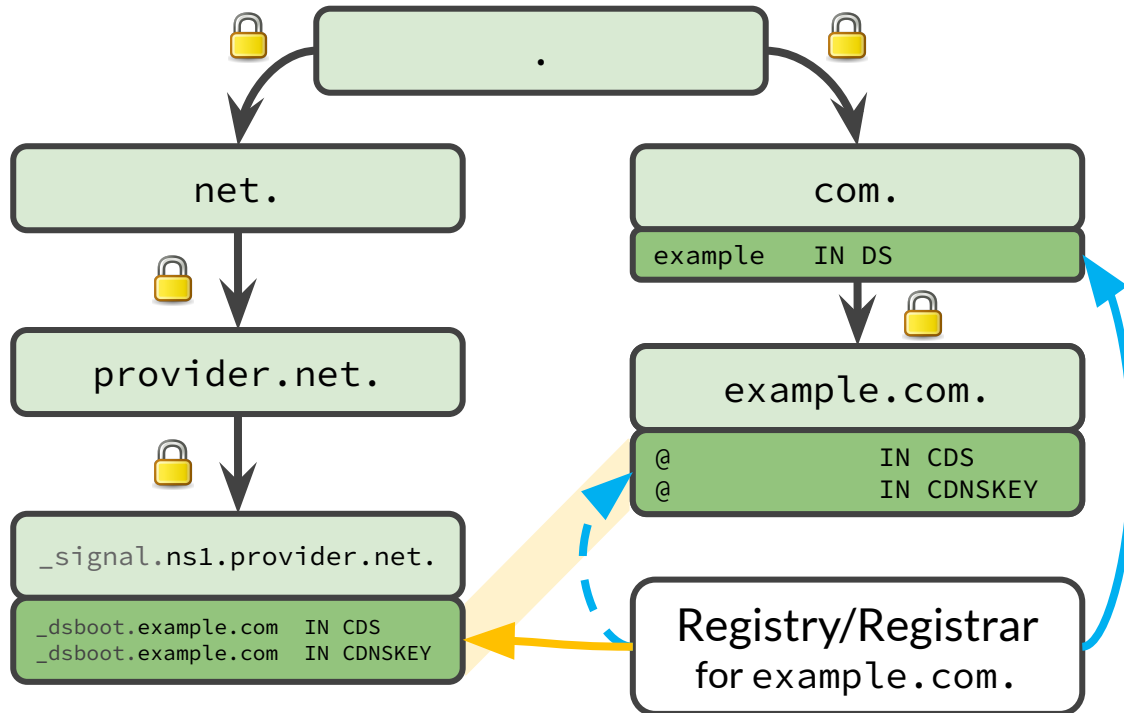 .
net.
com.
example IN DS
provider.net.
example.com.
@ IN CDS
@ IN CDNSKEY
_signal.ns1.provider.net.
_dsboot.example.com IN CDS
_dsboot.example.com IN CDNSKEY
Registry/Registrar
for example.com.